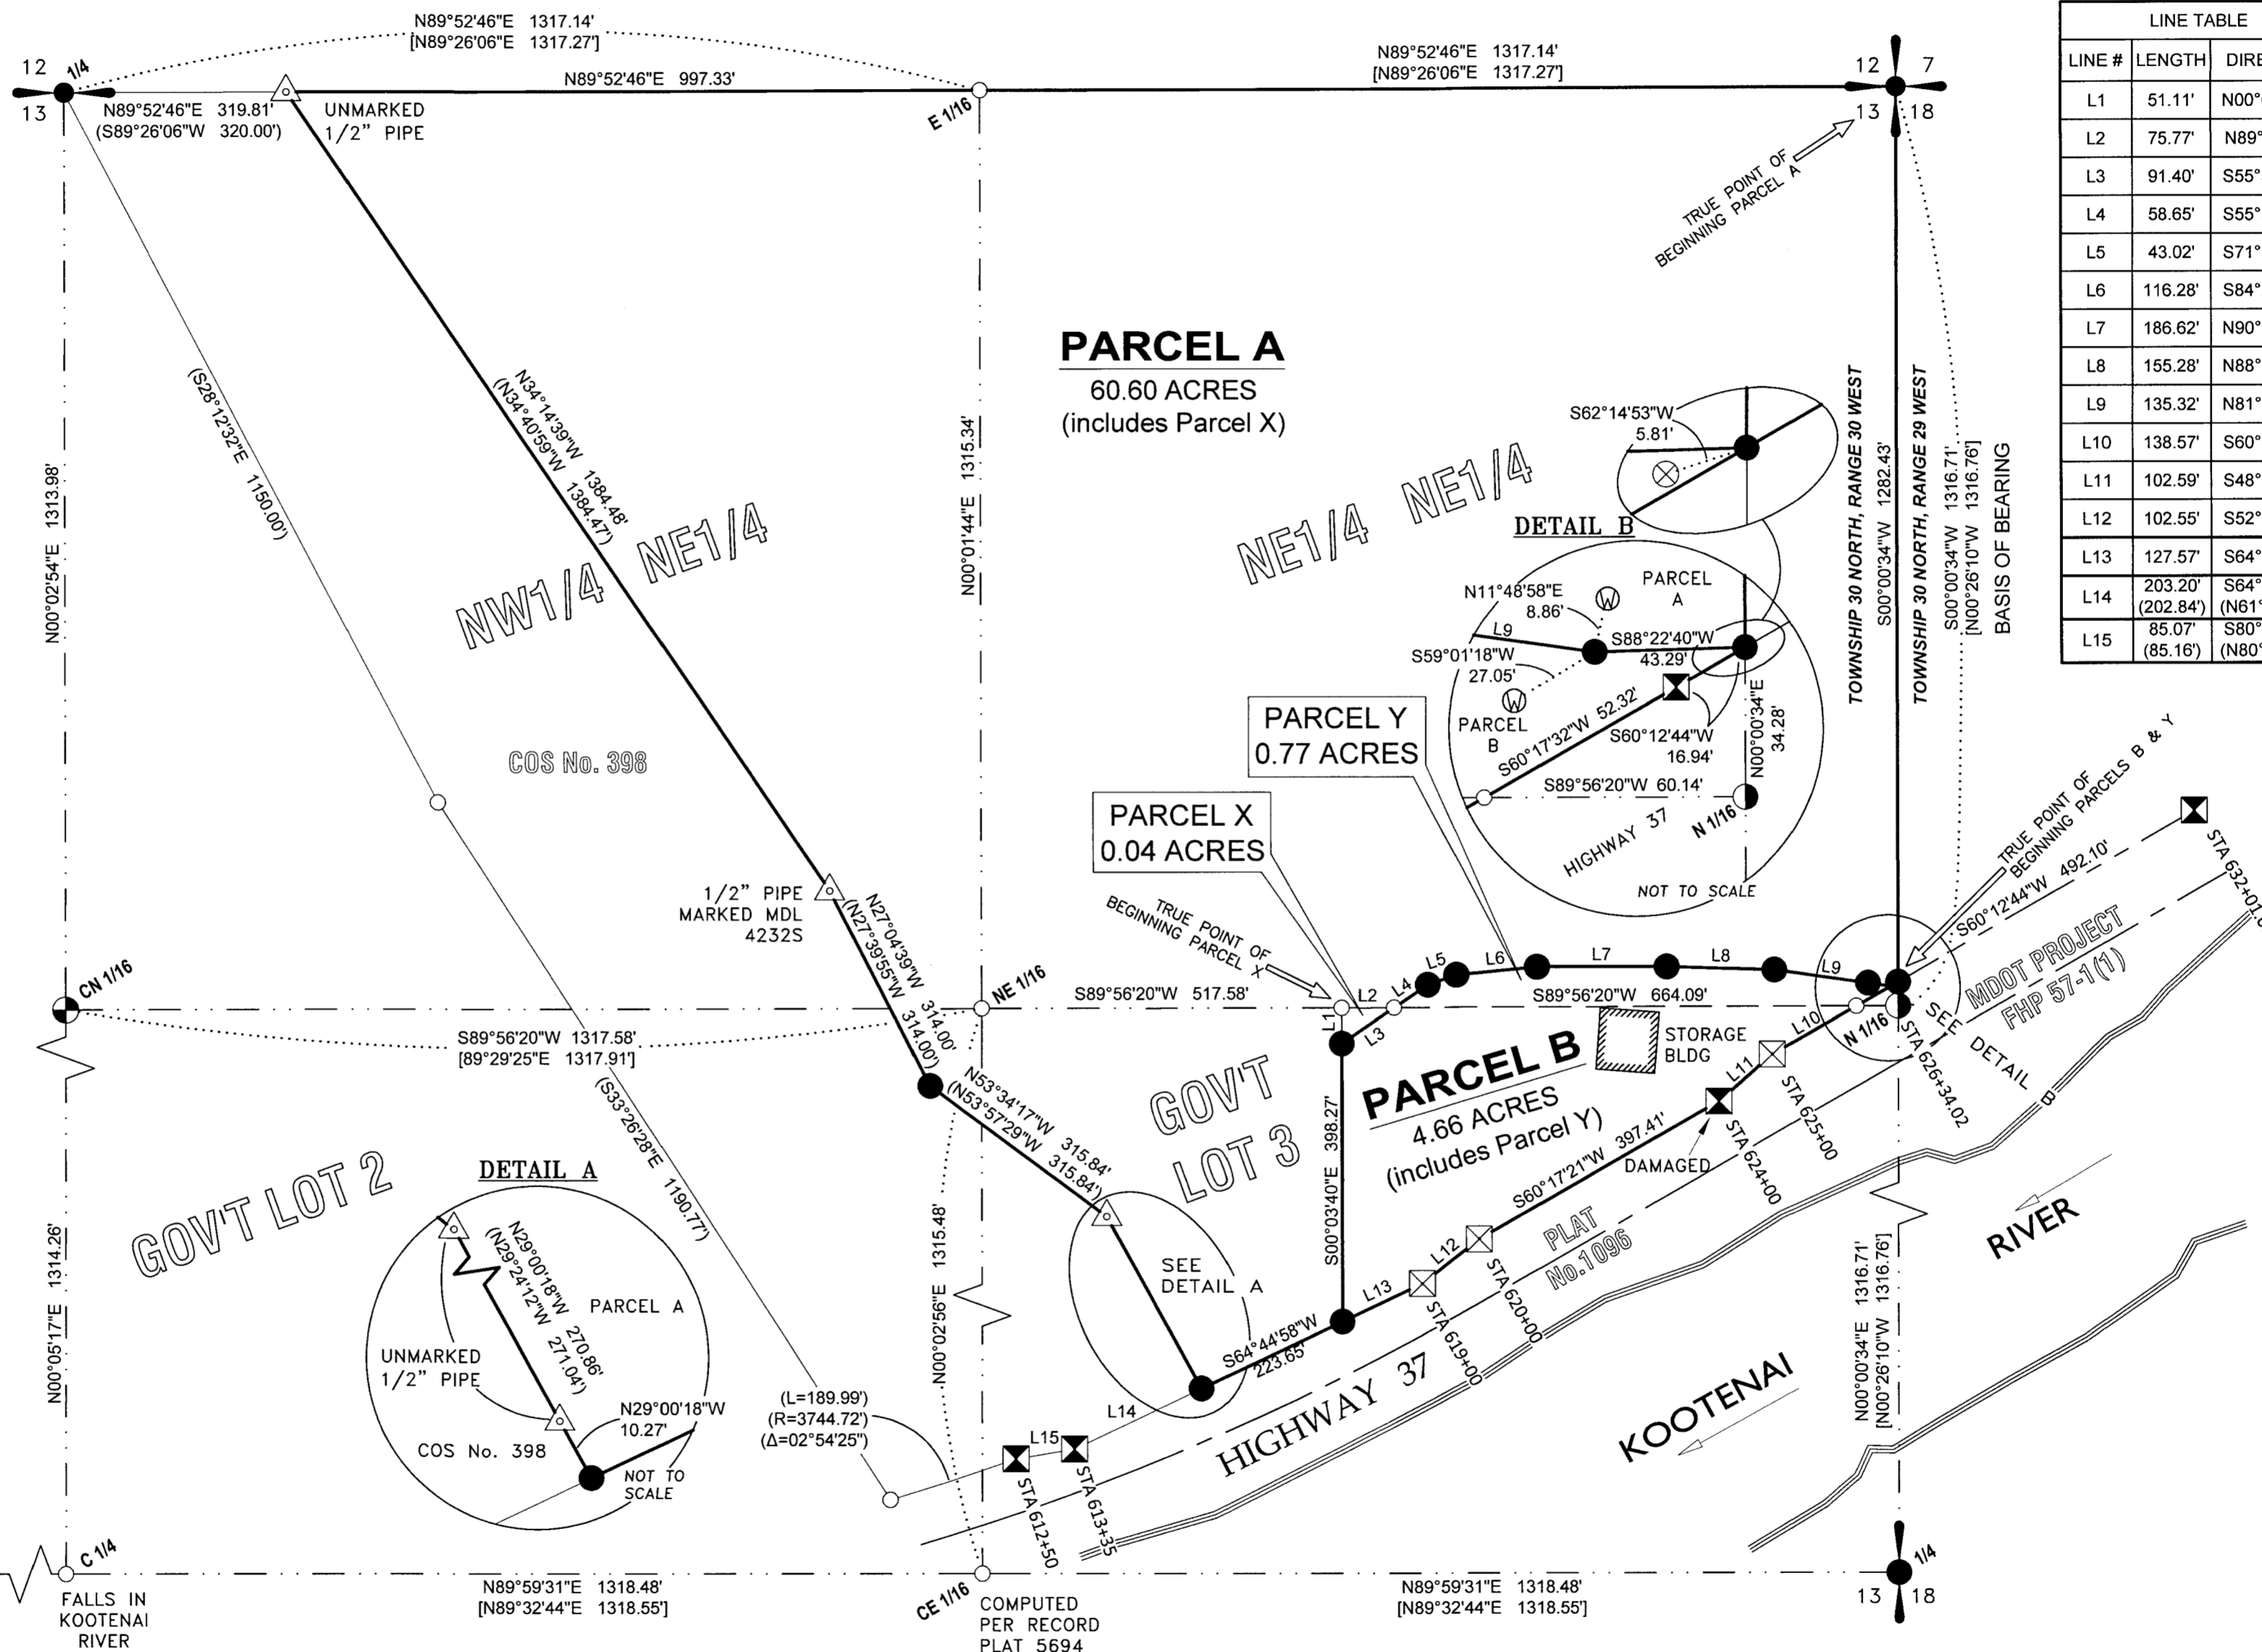 N89°52'46"E 1317.14'
[N89°26'06"E 1317.27']
N89°52'46"E 1317.14'
[N89°26'06"E 1317.27']
12
1/4
13
N89°52'46"E 997.33'
N89°52'46"E 319.81'
(S89°26'06"W 320.00')
UNMARKED
1/2" PIPE
E 1/16
12 7
13 18
TRUE POINT OF
BEGINNING PARCEL A
LINE TABLE
LINE # LENGTH DIRE
L1 51.11' N00°
L2 75.77' N89°
L3 91.40' S55°
L4 58.65' S55°
L5 43.02' S71°
L6 116.28' S84°
L7 186.62' N90°
L8 155.28' N88°
L9 135.32' N81°
L10 138.57' S60°
L11 102.59' S48°
L12 102.55' S52°
L13 127.57' S64°
L14 203.20' S64°
(202.84') (N61°
L15 85.07' S80°
(85.16') (N80°
PARCEL A
60.60 ACRES
(includes Parcel X)
(S28°12'32"E 1150.00')
N34°14'39"W 1384.48'
(N34°40'59"W 1384.47')
N00°02'54"E 1313.98'
N00°01'44"E 1315.34'
NW1/4 NE1/4
NE1/4 NE1/4
COS No. 398
TOWNSHIP 30 NORTH, RANGE 30 WEST
S00°00'34"W 1282.43'
TOWNSHIP 30 NORTH, RANGE 29 WEST
S00°00'34"W 1316.71'
[N00°26'10"W 1316.76']
BASIS OF BEARING
S62°14'53"W
5.81'
DETAIL B
N11°48'58"E
8.86'
W
PARCEL
A
L9
S88°22'40"W
43.29'
S59°01'18"W
27.05'
W
PARCEL
B
S60°17'32"W 52.32'
S60°12'44"W
16.94'
N00°00'34"E
34.28'
S89°56'20"W 60.14'
HIGHWAY 37
N 1/16
NOT TO SCALE
PARCEL Y
0.77 ACRES
PARCEL X
0.04 ACRES
TRUE POINT OF
BEGINNING PARCEL X
TRUE POINT OF
BEGINNING PARCELS B & Y
S60°12'44"W 492.10'
STA 632+01.8
MDOT PROJECT
FHP 57-1(1)
1/2" PIPE
MARKED MDL
4232S
N27°04'39"W 314.00'
(N27°39'55"W 314.00')
CN 1/16
NE 1/16
S89°56'20"W 517.58'
L1
L2
L3
L4
L5
L6
L7
L8
L9
S89°56'20"W 664.09'
N 1/16
SEE DETAIL B
STA 626+34.02
S89°56'20"W 1317.58'
[89°29'25"E 1317.91']
(S33°26'28"E 1190.77')
N53°34'17"W 315.84'
(N53°57'29"W 315.84')
GOV'T
LOT 3
S00°03'40"E 398.27'
PARCEL B
4.66 ACRES
(includes Parcel Y)
STORAGE
BLDG
L10
L11
STA 625+00
STA 624+00
DAMAGED
S60°17'21"W 397.41'
L12
STA 620+00
L13
STA 619+00
PLAT
No.1096
GOV'T LOT 2
N00°05'17"E 1314.26'
DETAIL A
N29°00'18"W 270.86'
(N29°24'12"W 271.04')
PARCEL A
UNMARKED
1/2" PIPE
N29°00'18"W
10.27'
COS No. 398
NOT TO
SCALE
N00°02'56"E 1315.48'
SEE
DETAIL A
S64°44'58"W
223.65'
(L=189.99')
(R=3744.72')
(Δ=02°54'25")
L14
L15
STA 612+50
STA 613+35
HIGHWAY 37
KOOTENAI
RIVER
N00°00'34"E 1316.71'
[N00°26'10"W 1316.76']
C 1/4
FALLS IN
KOOTENAI
RIVER
N89°59'31"E 1318.48'
[N89°32'44"E 1318.55']
CE 1/16
COMPUTED
PER RECORD
PLAT 5694
N89°59'31"E 1318.48'
[N89°32'44"E 1318.55']
1/4
13 18